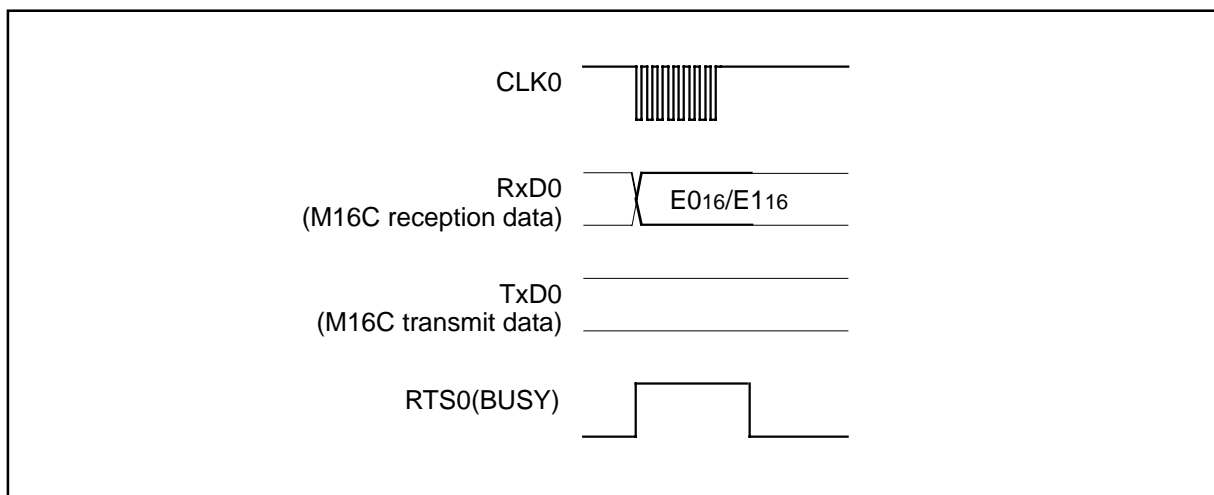 CLK0
RxD0
(M16C reception data)
E016/E116
TxD0
(M16C transmit data)
RTS0(BUSY)